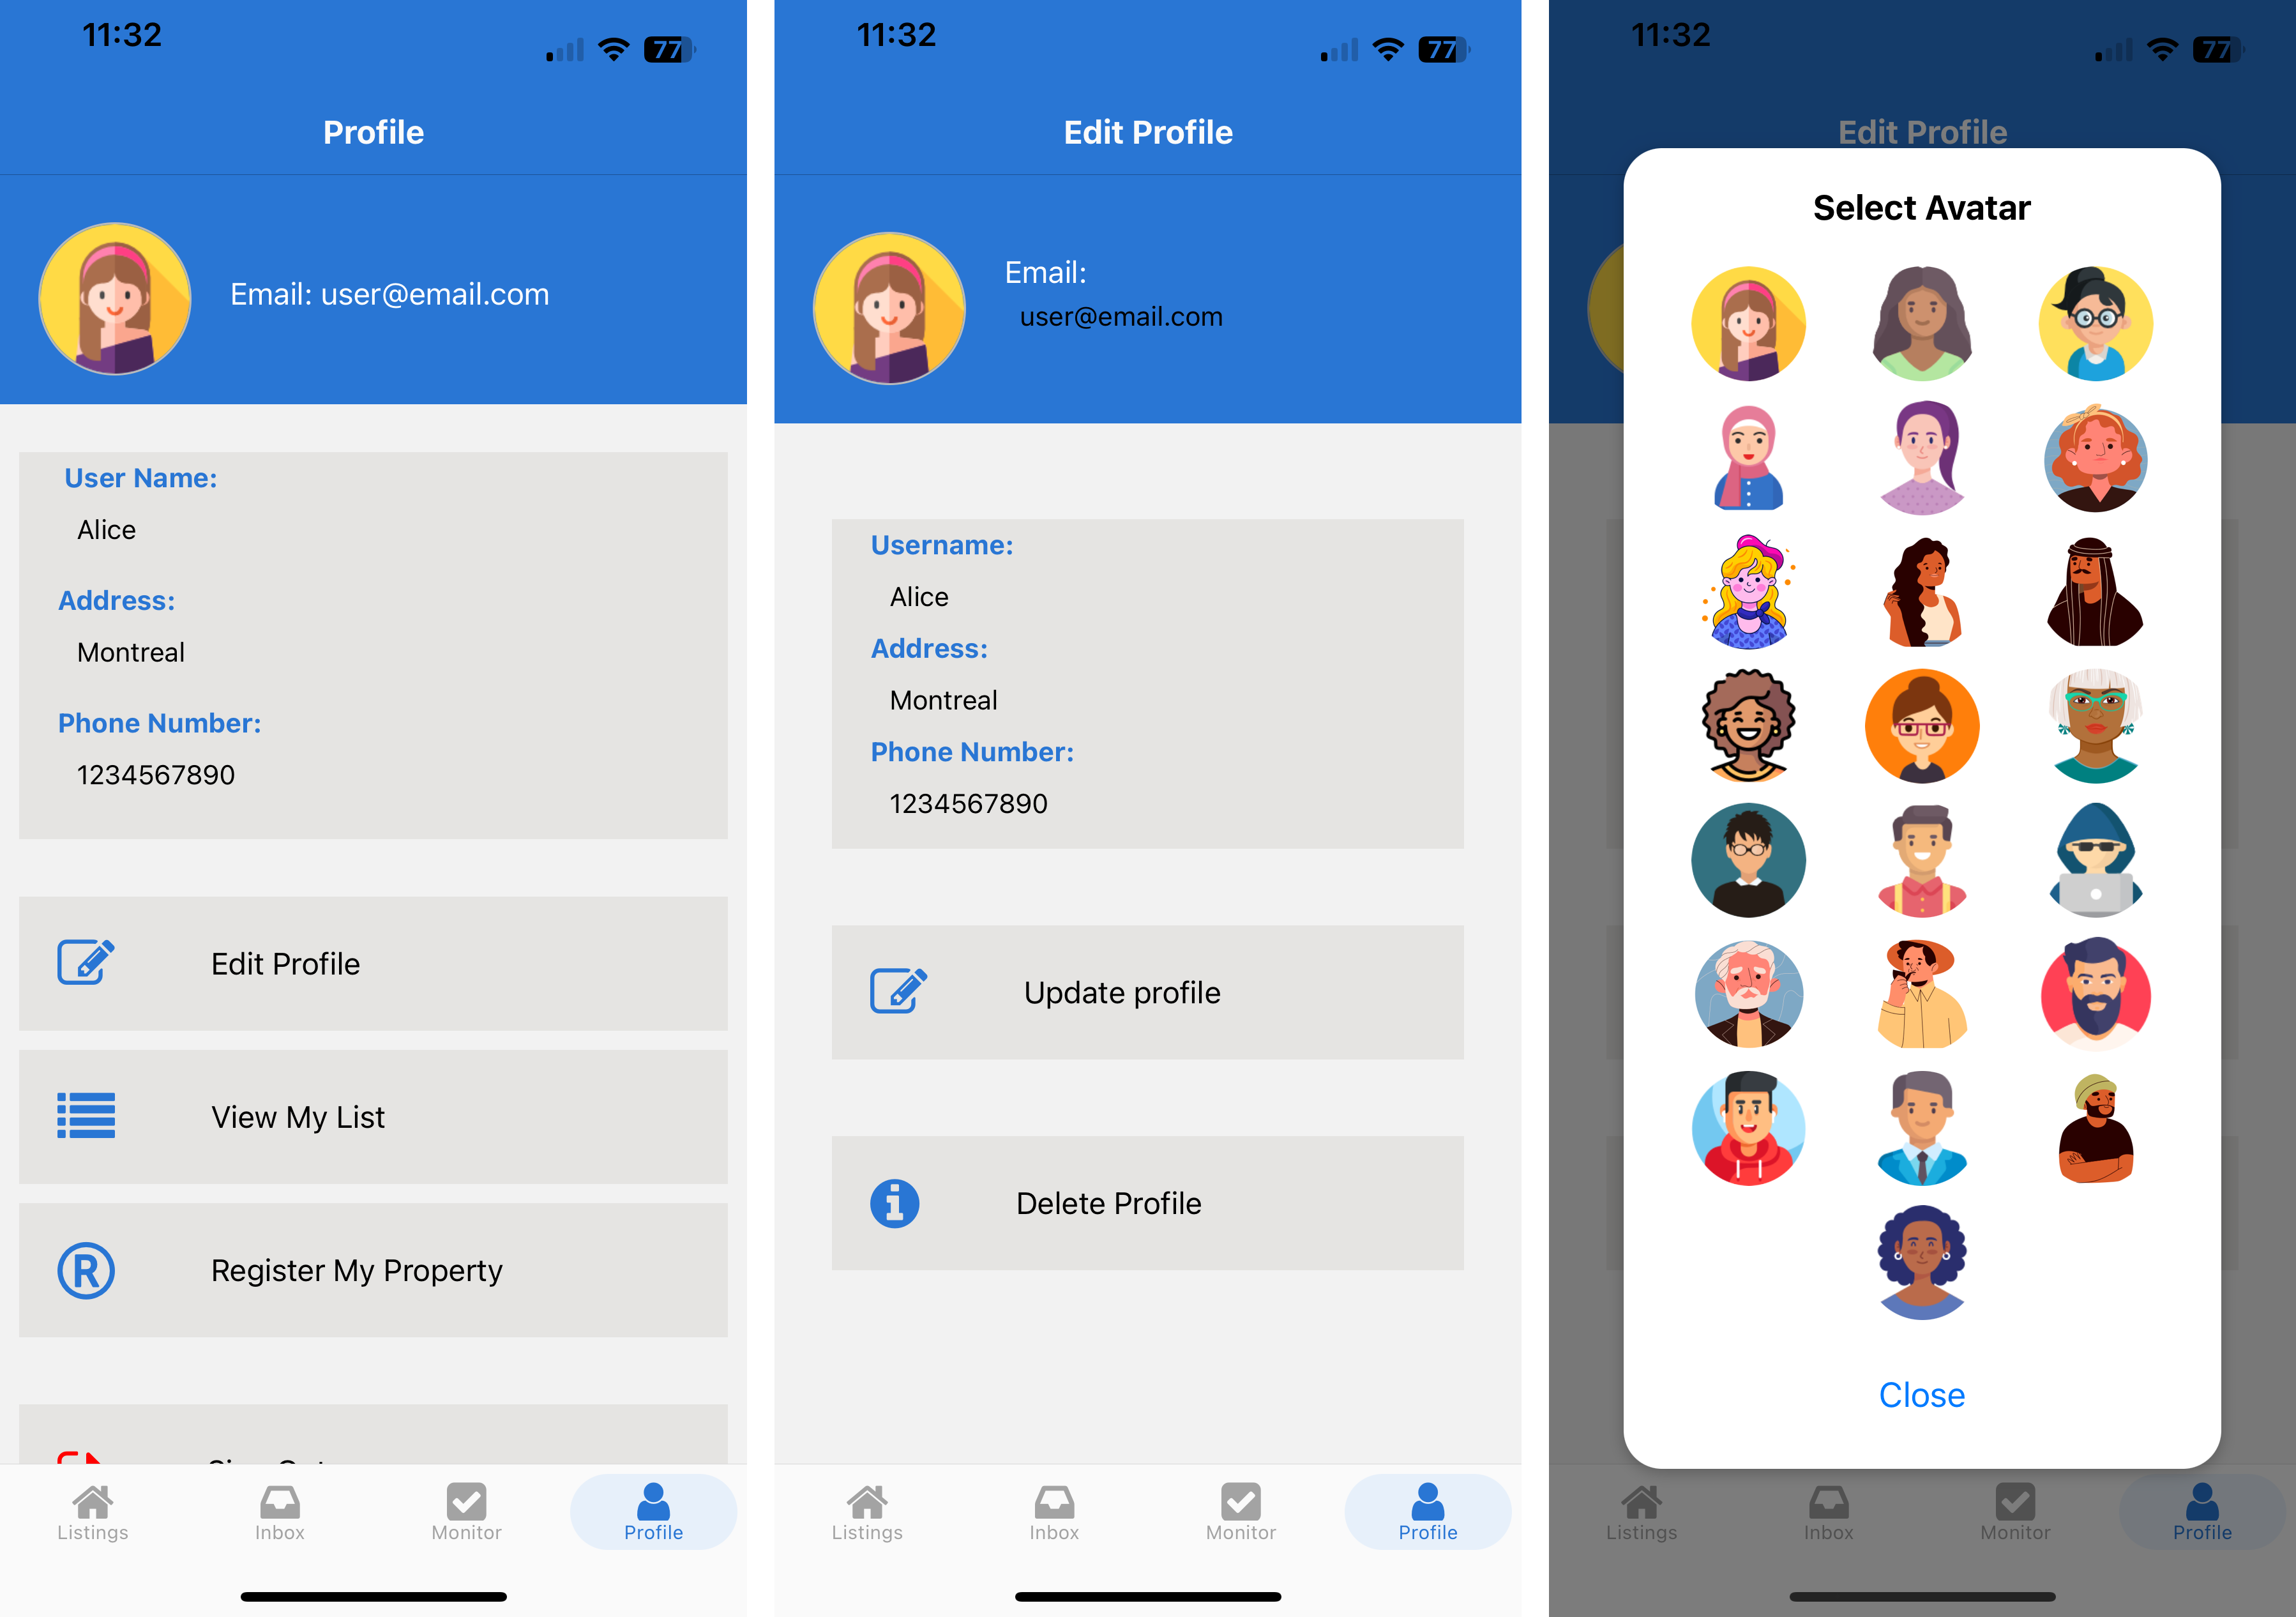 11:32
77
Profile
Email: user@email.com
User Name:
Alice
Address:
Montreal
Phone Number:
1234567890
Edit Profile
View My List
R
Register My Property
Listings
Inbox
Monitor
Profile
11:32
77
Edit Profile
Email:
user@email.com
Username:
Alice
Address:
Montreal
Phone Number:
1234567890
Update profile
Delete Profile
Listings
Inbox
Monitor
Profile
11:32
77
Edit Profile
Select Avatar
Close
Listings
Inbox
Monitor
Profile